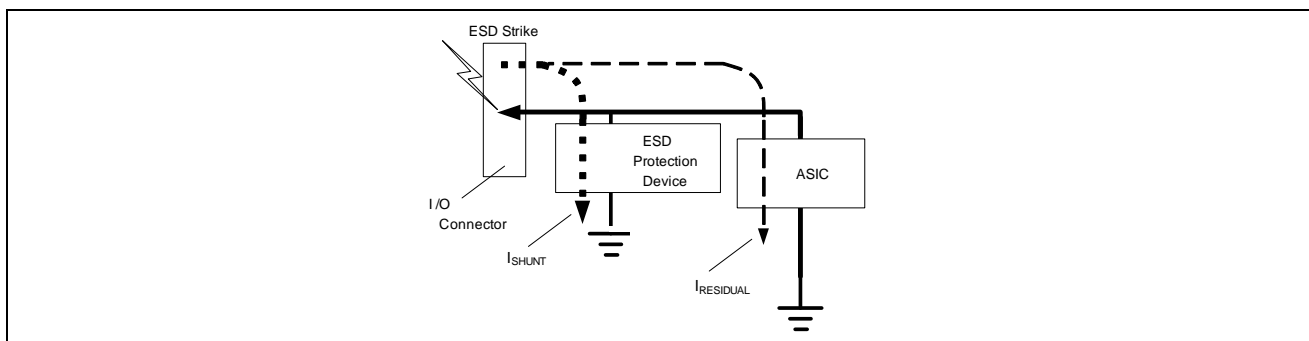 ESD Strike
ESD
Protection
Device
ASIC
I/O
Connector
ISHUNT
IRESIDUAL